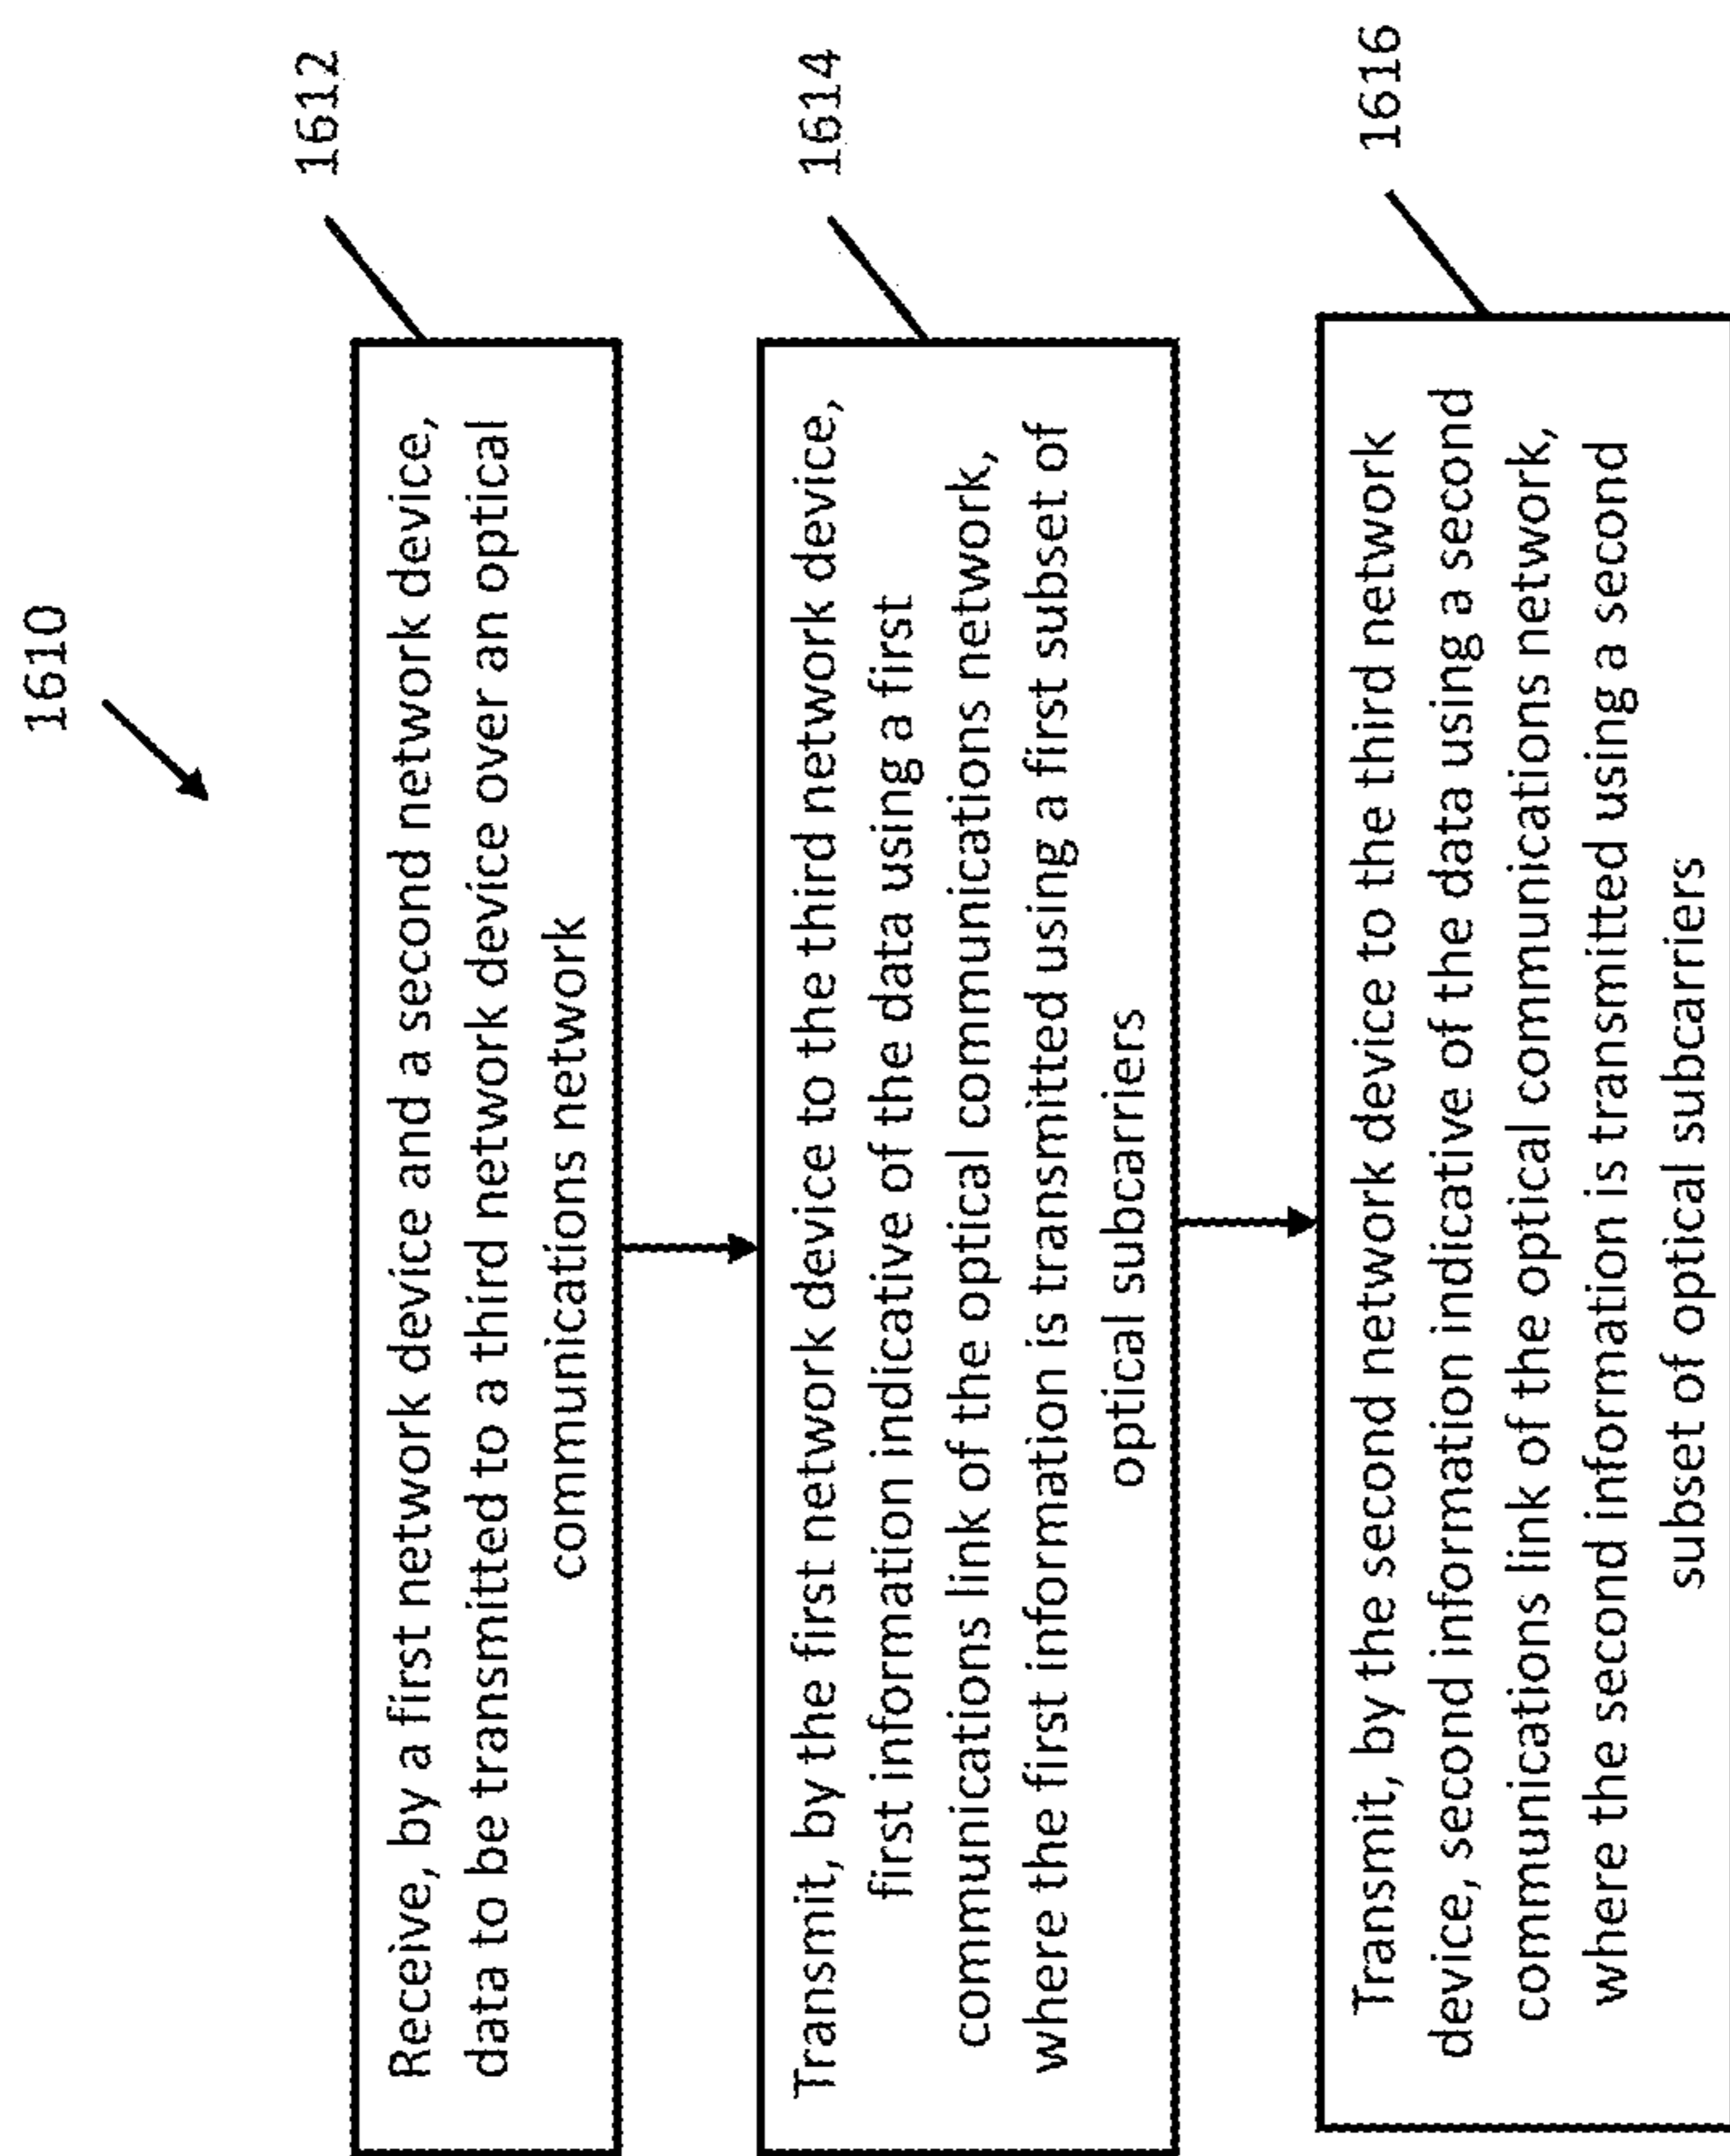 1610
1612
Receive, by a first network device and a second network device,
data to be transmitted to a third network device over an optical
communications network
1614
Transmit, by the first network device to the third network device,
first information indicative of the data using a first
communications link of the optical communications network,
where the first information is transmitted using a first subset of
optical subcarriers
1616
Transmit, by the second network device to the third network
device, second information indicative of the data using a second
communications link of the optical communications network,
where the second information is transmitted using a second
subset of optical subcarriers